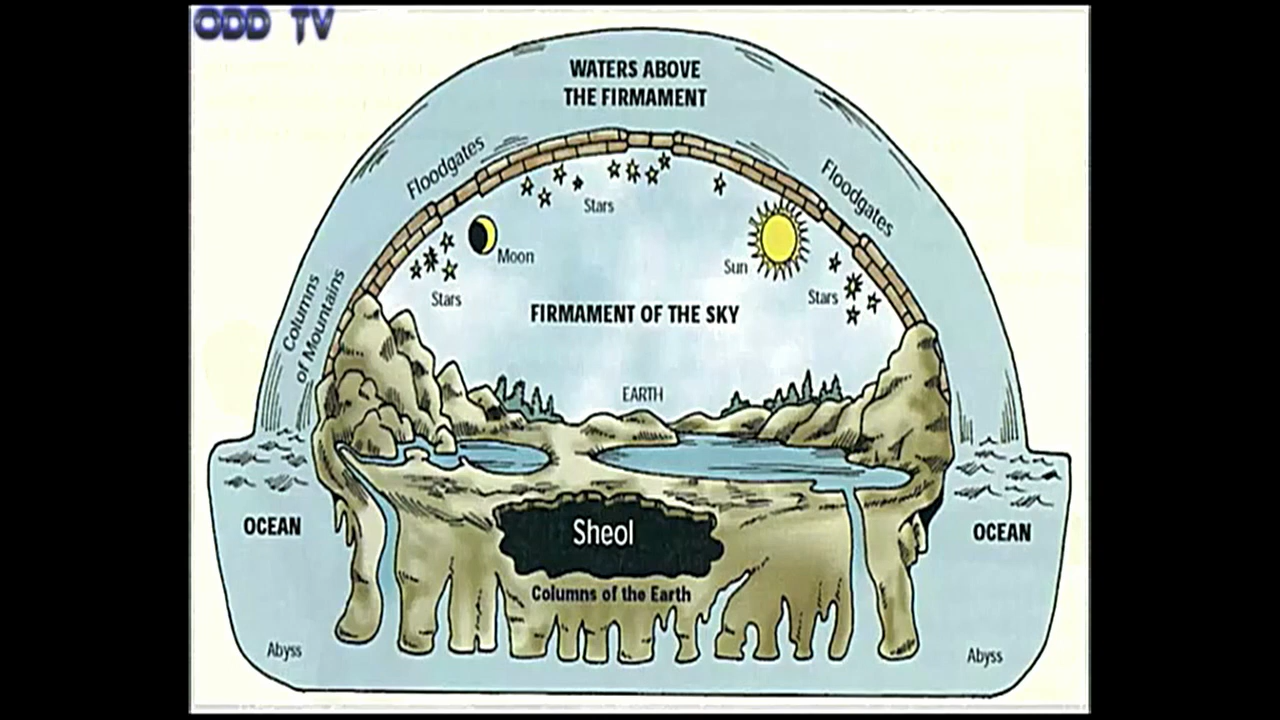 ODD TV
WATERS ABOVE
THE FIRMAMENT
Floodgates
Floodgates
Stars
Moon
Sun
Stars
Stars
Columns
of Mountains
FIRMAMENT OF THE SKY
EARTH
OCEAN
Sheol
OCEAN
Columns of the Earth
Abyss
Abyss